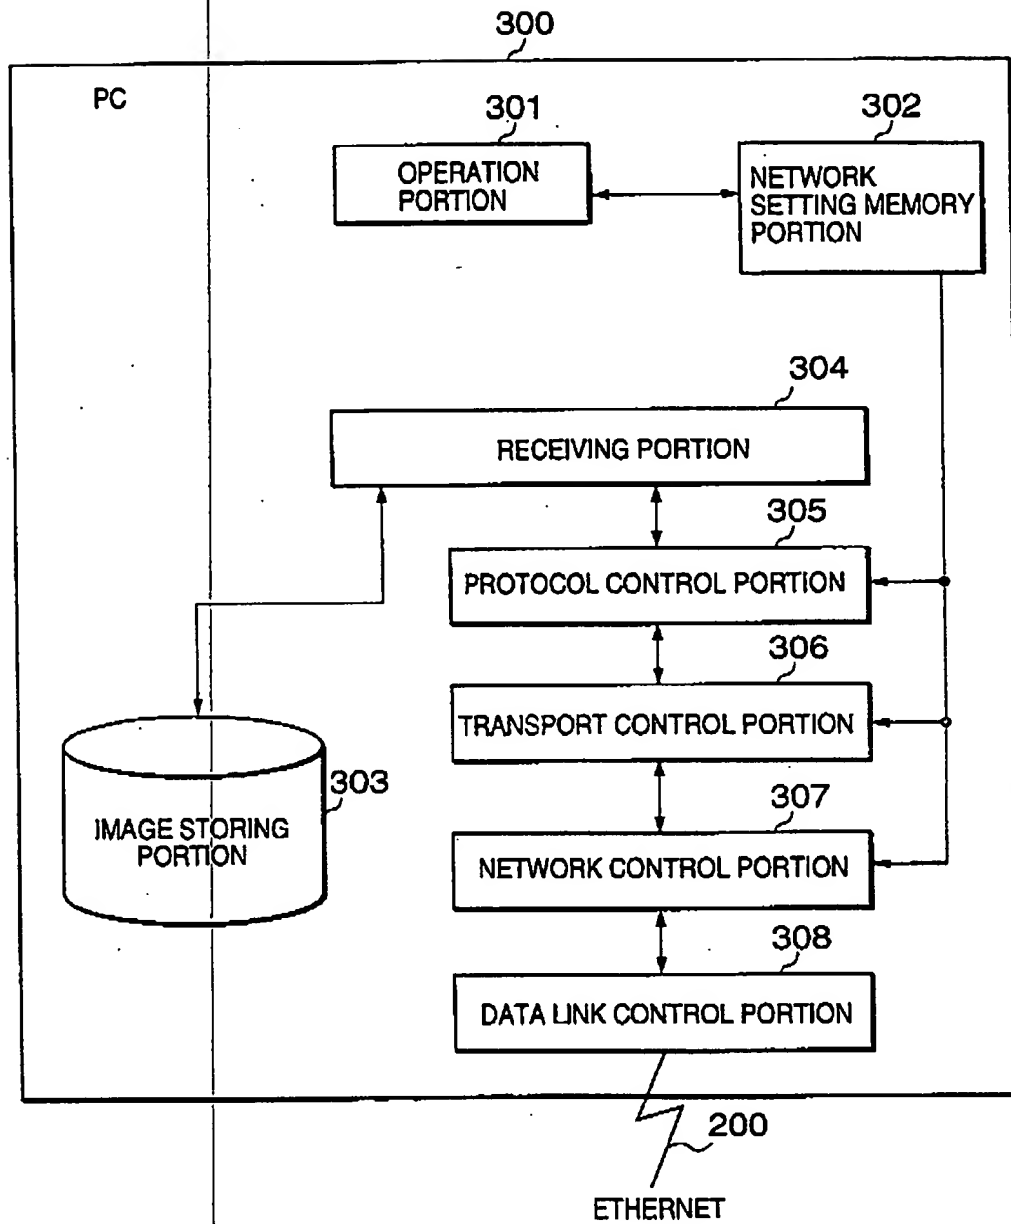 300
PC
301
302
OPERATION
PORTION
NETWORK
SETTING MEMORY
PORTION
304
RECEIVING PORTION
305
PROTOCOL CONTROL PORTION
306
TRANSPORT CONTROL PORTION
303
IMAGE STORING
PORTION
307
NETWORK CONTROL PORTION
308
DATA LINK CONTROL PORTION
200
ETHERNET